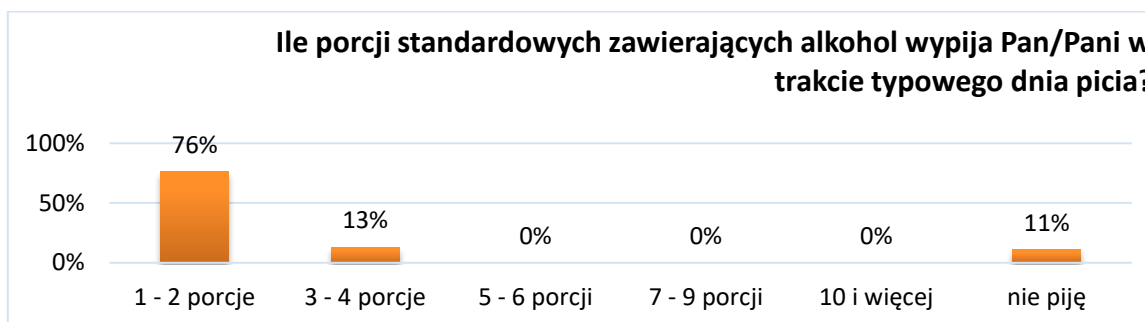 Ile porcji standardowych zawierających alkohol wypija Pan/Pani w
trakcie typowego dnia picia?
100%
50%
0%
76%
13%
0%
0%
0%
11%
1 - 2 porcje
3 - 4 porcje
5 - 6 porcji
7 - 9 porcji
10 i więcej
nie piję